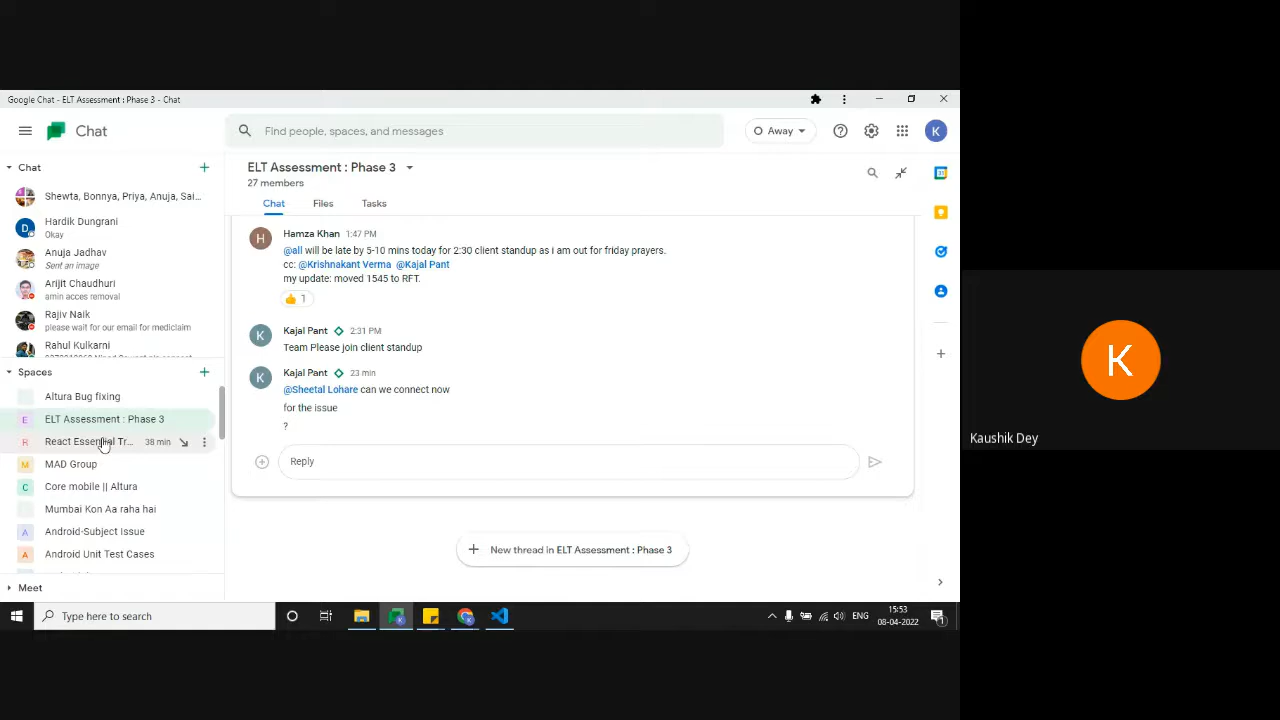 Google Chat - ELT Assessment : Phase 3 - Chat
Chat
Find people, spaces, and messages
Away
K
Chat
Shewta, Bonnya, Priya, Anuja, Sai...
D
Hardik Dungrani
Okay
Anuja Jadhav
Sent an image
Arijit Chaudhuri
amin acces removal
Rajiv Naik
please wait for our email for mediclaim
Rahul Kulkarni
Spaces
Altura Bug fixing
E ELT Assessment : Phase 3
R React Essential Tr... 38 min
M MAD Group
C Core mobile || Altura
Mumbai Kon Aa raha hai
A Android-Subject Issue
A Android Unit Test Cases
Meet
ELT Assessment : Phase 3
27 members
Chat Files Tasks
H
Hamza Khan 1:47 PM
@all will be late by 5-10 mins today for 2:30 client standup as i am out for friday prayers.
cc: @Krishnakant Verma @Kajal Pant
my update: moved 1545 to RFT.
👍 1
K
Kajal Pant 2:31 PM
Team Please join client standup
K
Kajal Pant 23 min
@Sheetal Lohare can we connect now
for the issue
?
Reply
New thread in ELT Assessment : Phase 3
Type here to search
ENG
15:53
08-04-2022
1
K
Kaushik Dey